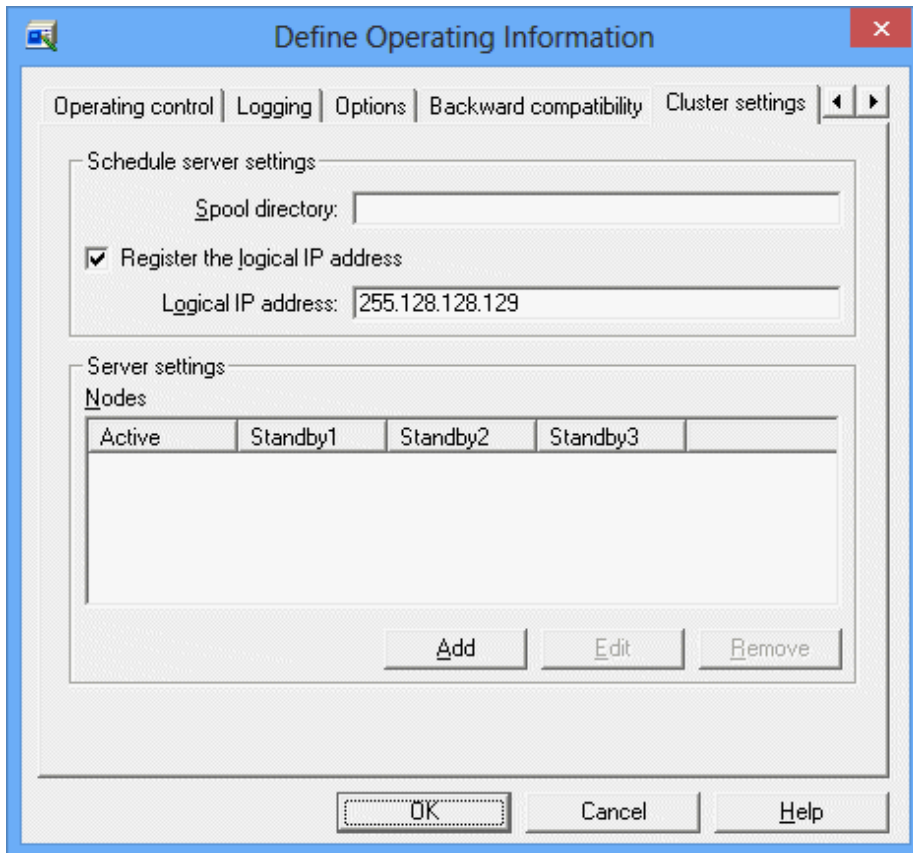 Define Operating Information
Operating control Logging Options Backward compatibility Cluster settings
Schedule server settings
Spool directory:
Register the logical IP address
Logical IP address: 255.128.128.129
Server settings
Nodes
Active Standby1 Standby2 Standby3
Add Edit Remove
OK Cancel Help